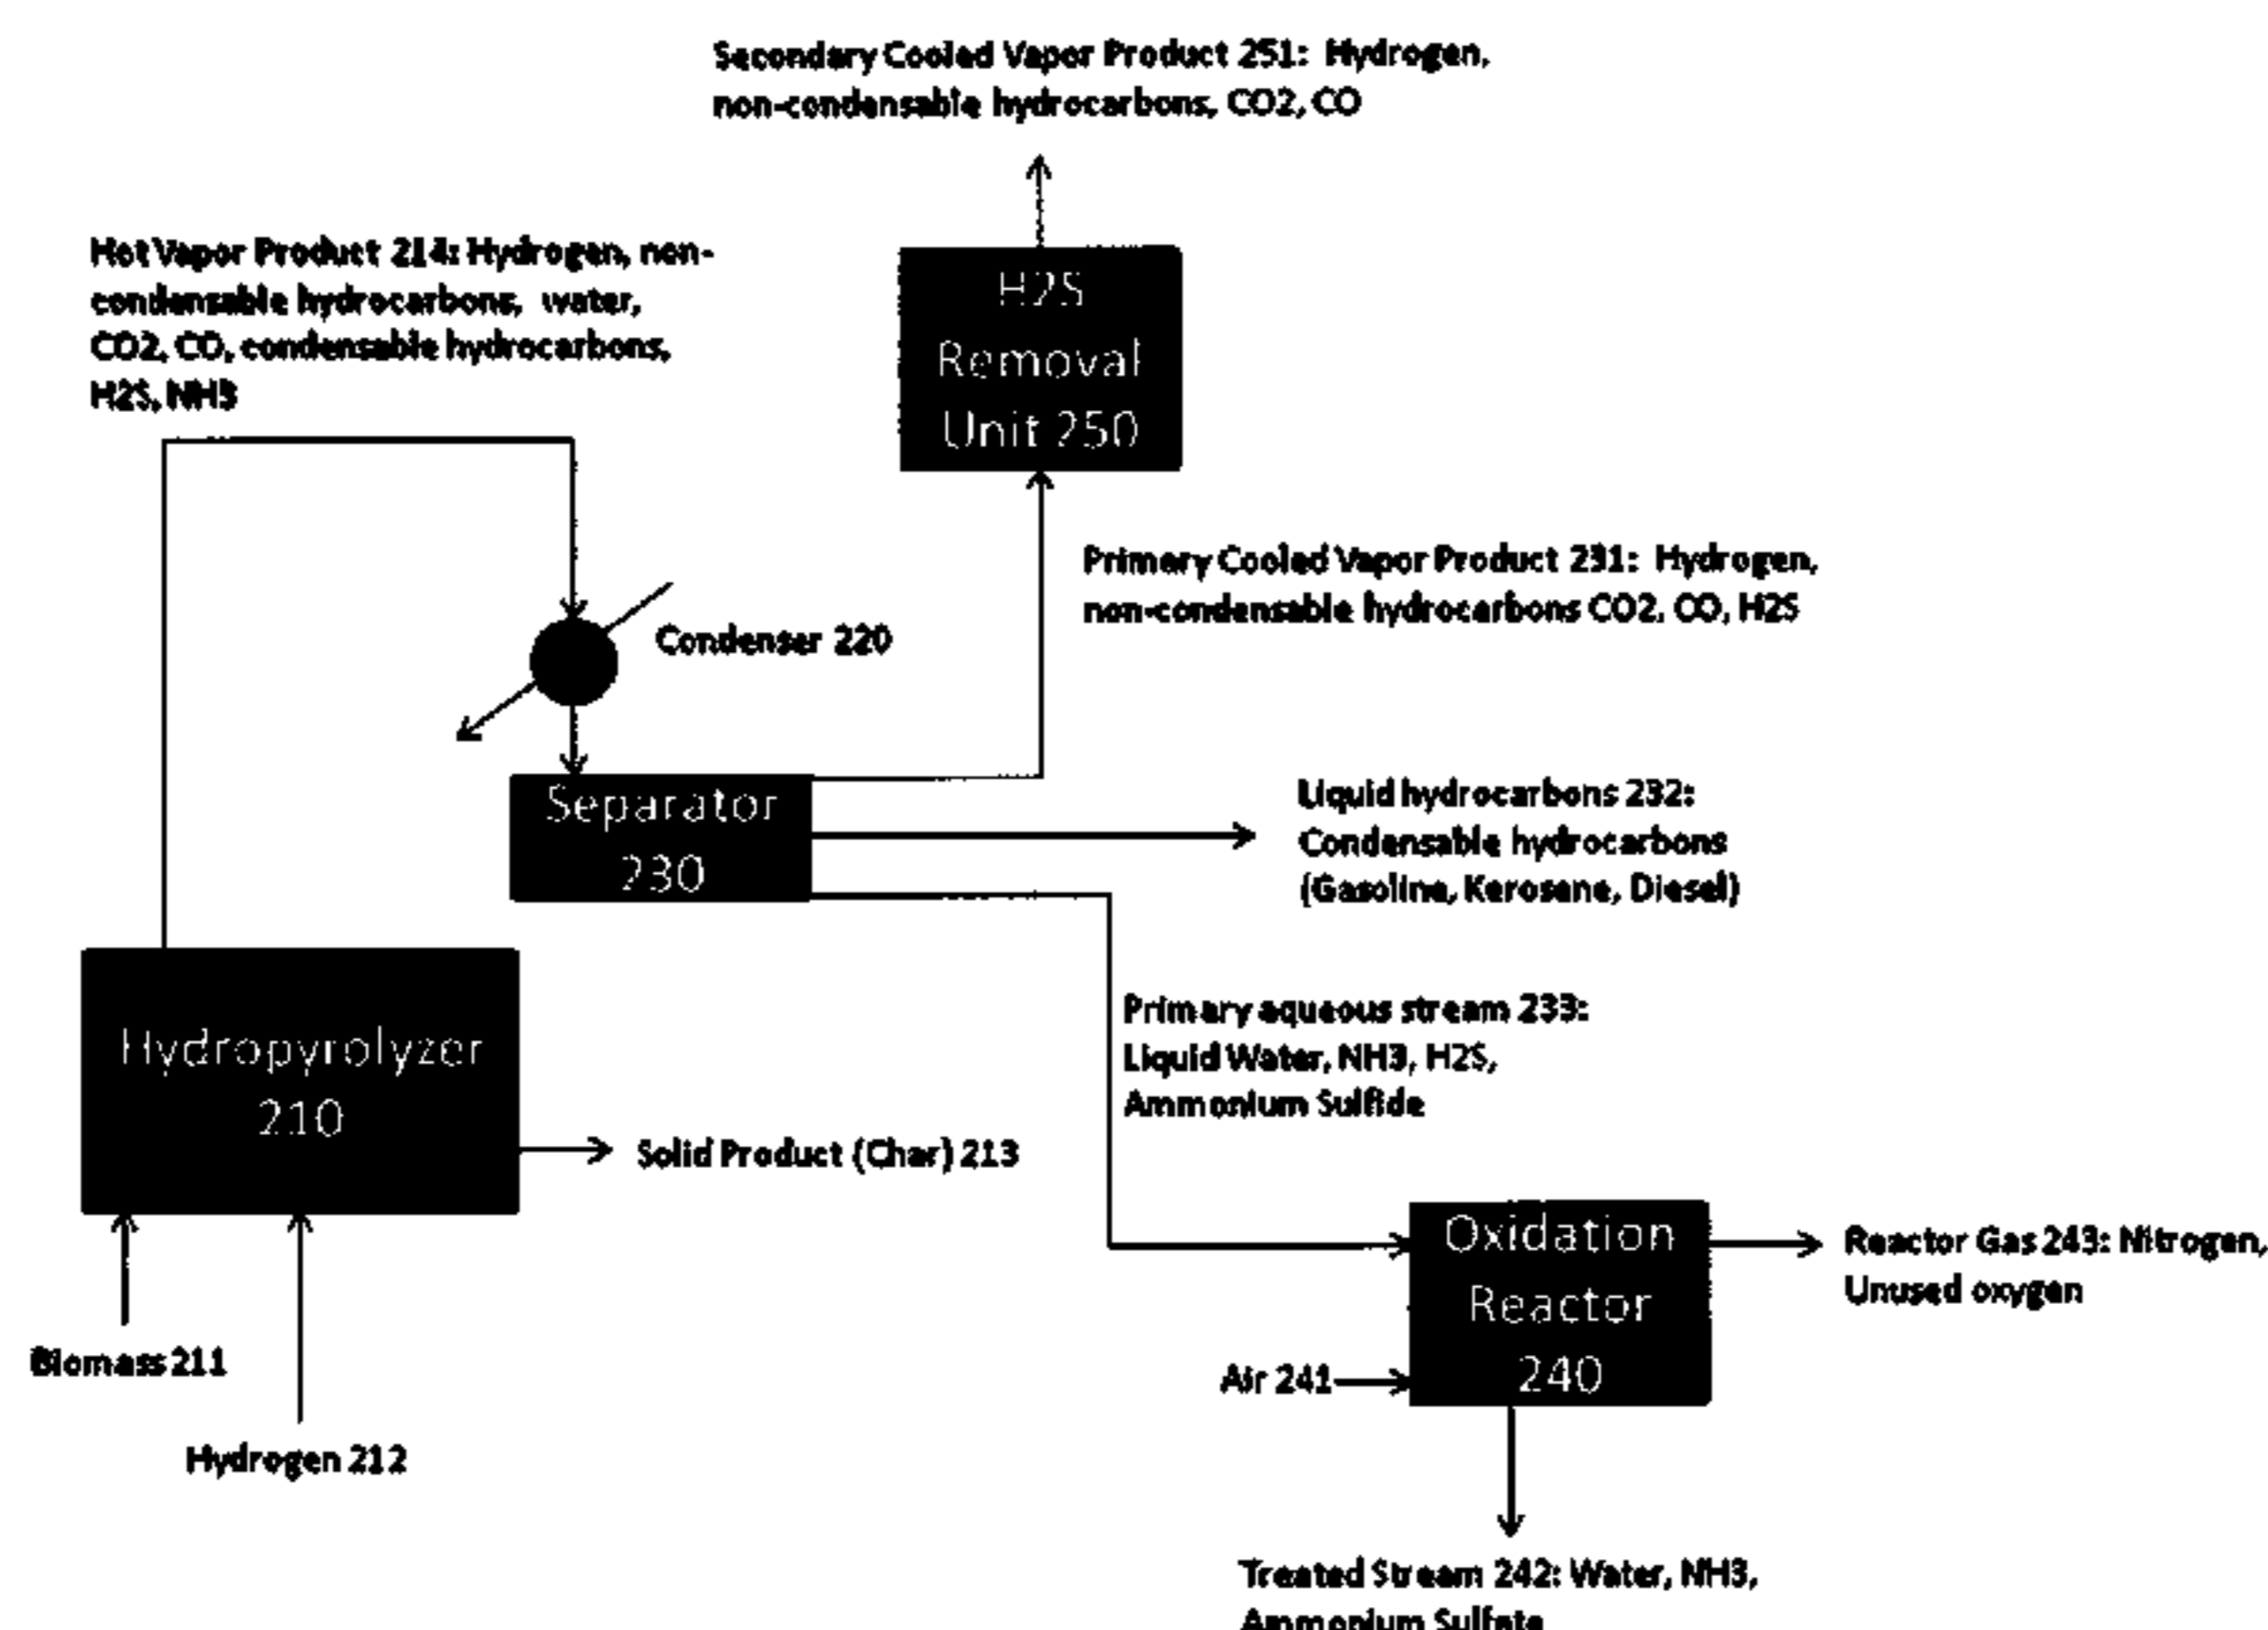 Secondary Cooled Vapor Product 251: Hydrogen,
non-condensable hydrocarbons, CO2, CO
Hot Vapor Product 214: Hydrogen, non-
condensable hydrocarbons, water,
CO2, CO, condensable hydrocarbons,
H2S, NH3
H2S
Removal
Unit 250
Primary Cooled Vapor Product 231: Hydrogen,
non-condensable hydrocarbons CO2, CO, H2S
Condenser 220
Separator
230
Liquid hydrocarbons 232:
Condensable hydrocarbons
(Gasoline, Kerosene, Diesel)
Hydropyrolyzer
210
Primary aqueous stream 233:
Liquid Water, NH3, H2S,
Ammonium Sulfide
Solid Product (Char) 213
Oxidation
Reactor
240
Reactor Gas 243: Nitrogen,
Unused oxygen
Biomass 211
Air 241
Hydrogen 212
Treated Stream 242: Water, NH3,
Ammonium Sulfate